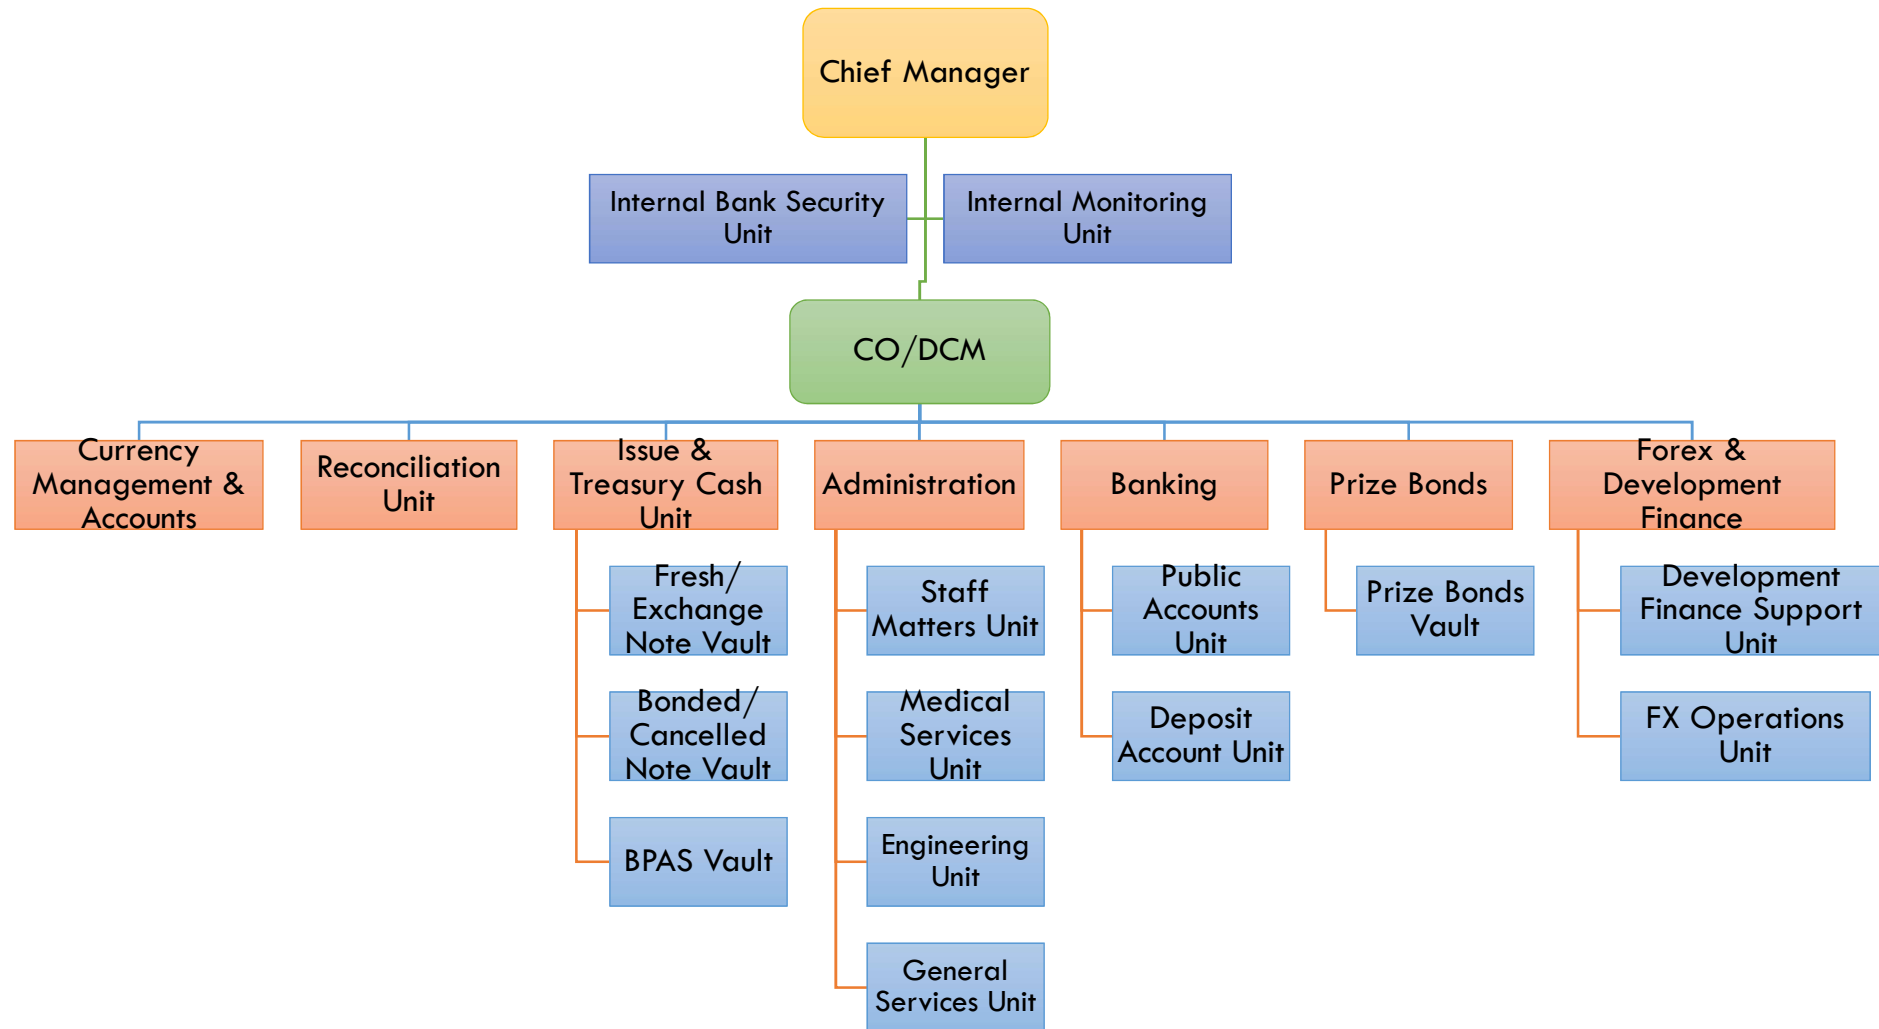 Chief Manager
Internal Bank Security
Unit
Internal Monitoring
Unit
CO/DCM
Currency
Management &
Accounts
Reconciliation
Unit
Issue &
Treasury Cash
Unit
Administration
Banking
Prize Bonds
Forex &
Development
Finance
Fresh/
Exchange
Note Vault
Bonded/
Cancelled
Note Vault
BPAS Vault
Staff
Matters Unit
Medical
Services
Unit
Engineering
Unit
General
Services Unit
Public
Accounts
Unit
Deposit
Account Unit
Prize Bonds
Vault
Development
Finance Support
Unit
FX Operations
Unit